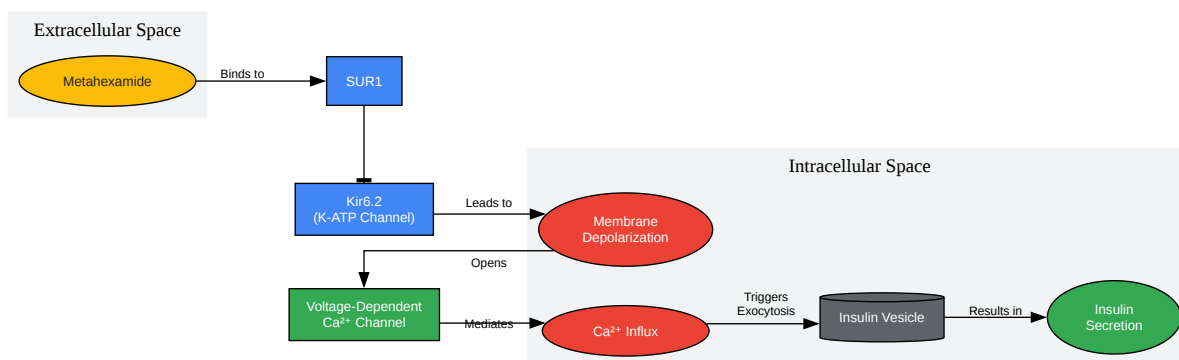 Extracellular Space
Metahexamide
Binds to
SUR1
Intracellular Space
Kir6.2
(K-ATP Channel)
Leads to
Membrane
Depolarization
Opens
Voltage-Dependent
Ca²⁺ Channel
Mediates
Ca²⁺ Influx
Triggers
Exocytosis
Insulin Vesicle
Results in
Insulin
Secretion